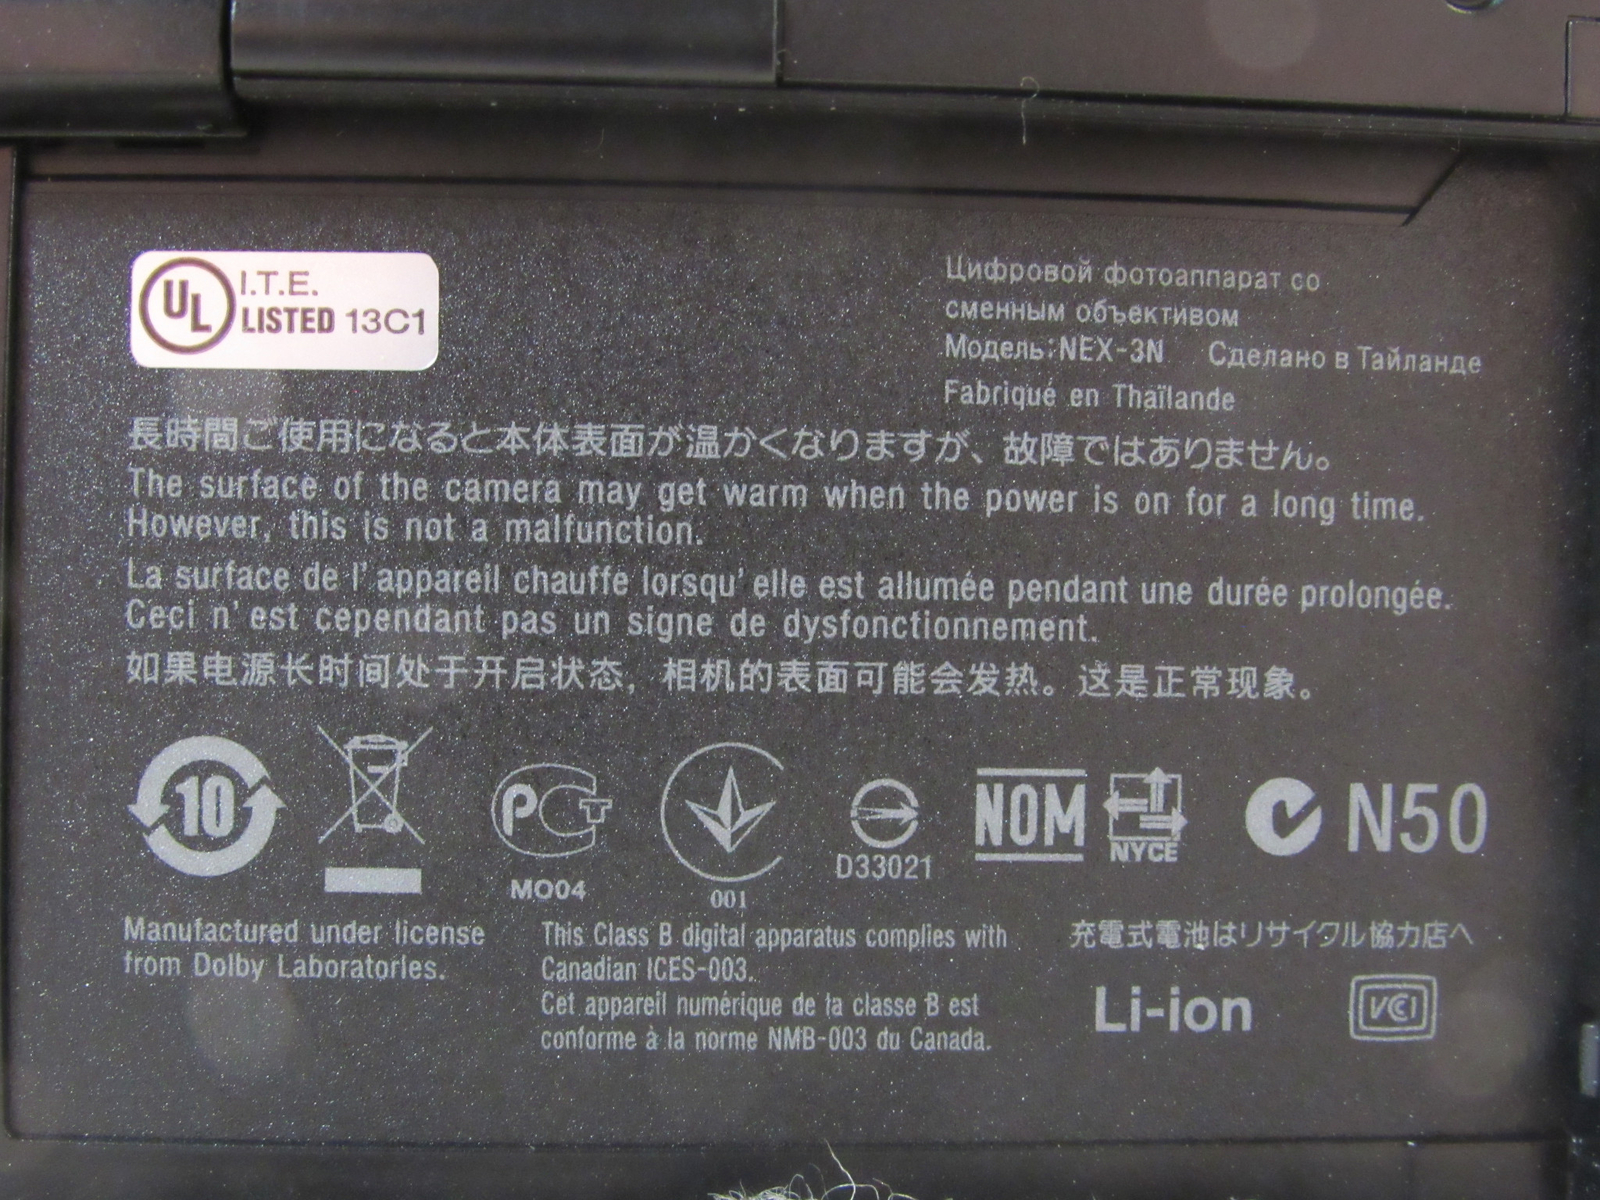 UL
I.T.E.
LISTED 13C1
Цифровой фотоаппарат со
сменным объективом
Модель:NEX-3N Сделано в Тайланде
Fabriqué en Thaïlande
長時間ご使用になると本体表面が温かくなりますが、故障ではありません。
The surface of the camera may get warm when the power is on for a long time.
However, this is not a malfunction.
La surface de l'appareil chauffe lorsqu'elle est allumée pendant une durée prolongée.
Ceci n'est cependant pas un signe de dysfonctionnement.
如果电源长时间处于开启状态，相机的表面可能会发热。这是正常现象。
10
РСТ
MO04
001
D33021
NOM
NYCE
N50
Manufactured under license
from Dolby Laboratories.
This Class B digital apparatus complies with
Canadian ICES-003.
Cet appareil numérique de la classe B est
conforme à la norme NMB-003 du Canada.
充電式電池はリサイクル協力店へ
Li-ion
VCCI